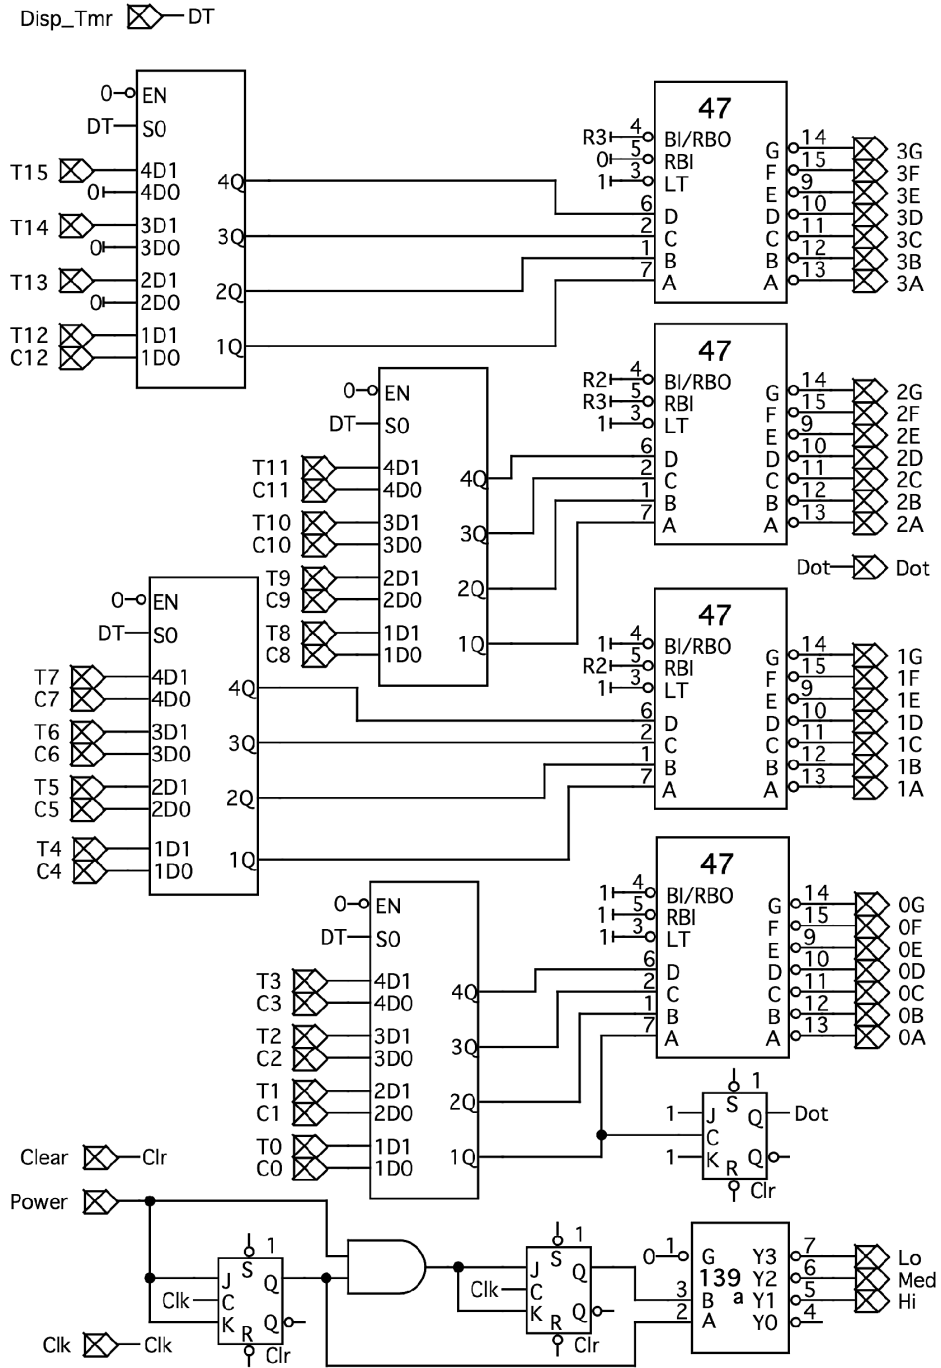 Disp_Tmr DT
0 EN
DT S0
T15 4D1
0 4D0
T14 3D1
0 3D0
T13 2D1
0 2D0
T12 1D1
C12 1D0
4Q
3Q
2Q
1Q
47
R3 4 BI/RBO
0 5 RBI
1 3 LT
6 D
2 C
1 B
7 A
G 14 3G
F 15 3F
E 9 3E
D 10 3D
C 11 3C
B 12 3B
A 13 3A
0 EN
DT S0
T11 4D1
C11 4D0
T10 3D1
C10 3D0
T9 2D1
C9 2D0
T8 1D1
C8 1D0
4Q
3Q
2Q
1Q
47
R2 4 BI/RBO
R3 5 RBI
1 3 LT
6 D
2 C
1 B
7 A
G 14 2G
F 15 2F
E 9 2E
D 10 2D
C 11 2C
B 12 2B
A 13 2A
Dot Dot
0 EN
DT S0
T7 4D1
C7 4D0
T6 3D1
C6 3D0
T5 2D1
C5 2D0
T4 1D1
C4 1D0
4Q
3Q
2Q
1Q
47
1 4 BI/RBO
R2 5 RBI
1 3 LT
6 D
2 C
1 B
7 A
G 14 1G
F 15 1F
E 9 1E
D 10 1D
C 11 1C
B 12 1B
A 13 1A
0 EN
DT S0
T3 4D1
C3 4D0
T2 3D1
C2 3D0
T1 2D1
C1 2D0
T0 1D1
C0 1D0
4Q
3Q
2Q
1Q
47
1 4 BI/RBO
1 5 RBI
1 3 LT
6 D
2 C
1 B
7 A
G 14 0G
F 15 0F
E 9 0E
D 10 0D
C 11 0C
B 12 0B
A 13 0A
1
S
1 J Q Dot
C
1 K Q
R
Clr
Clear Clr
Power
1
S
J Q
Clk C
K Q
R
Clr
Clk Clk
1
S
J Q
Clk C
K Q
R
Clr
0 1 G Y3 7 Lo
139 Y2 6 Med
3 B a Y1 5 Hi
2 A Y0 4